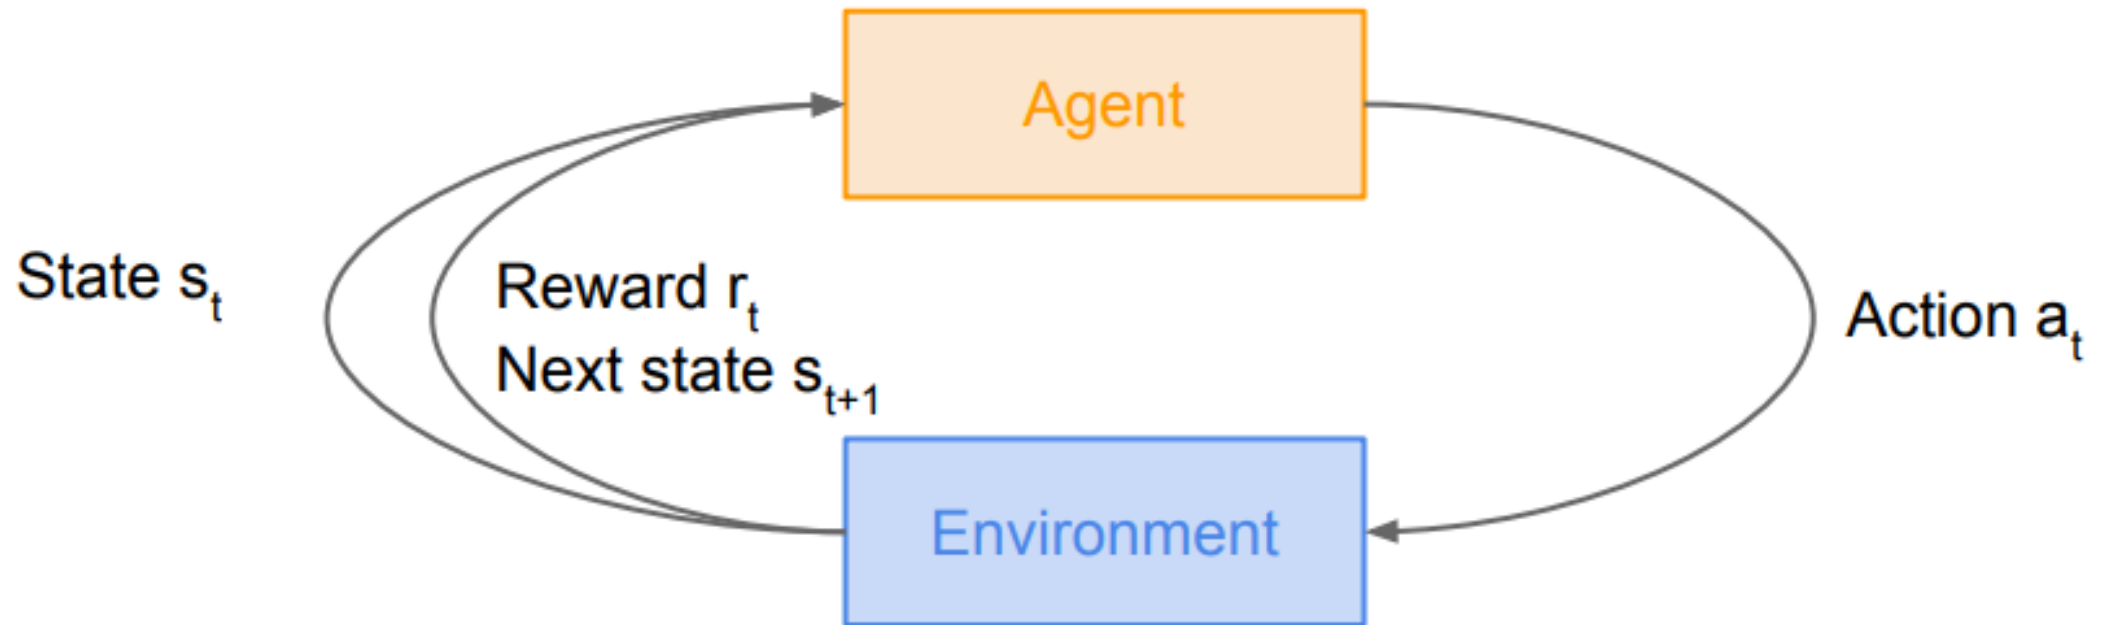 Agent
State sₜ
Reward rₜ
Next state sₜ₊₁
Action aₜ
Environment